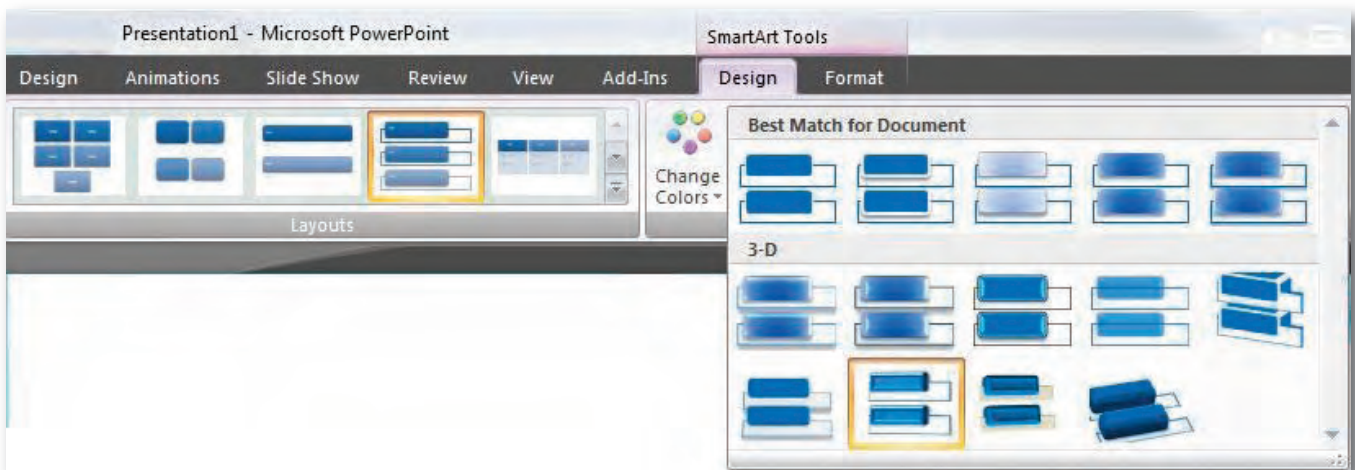 Presentation1 - Microsoft PowerPoint
SmartArt Tools
Design Animations Slide Show Review View Add-Ins Design Format
Best Match for Document
Change
Colors
Layouts
3-D